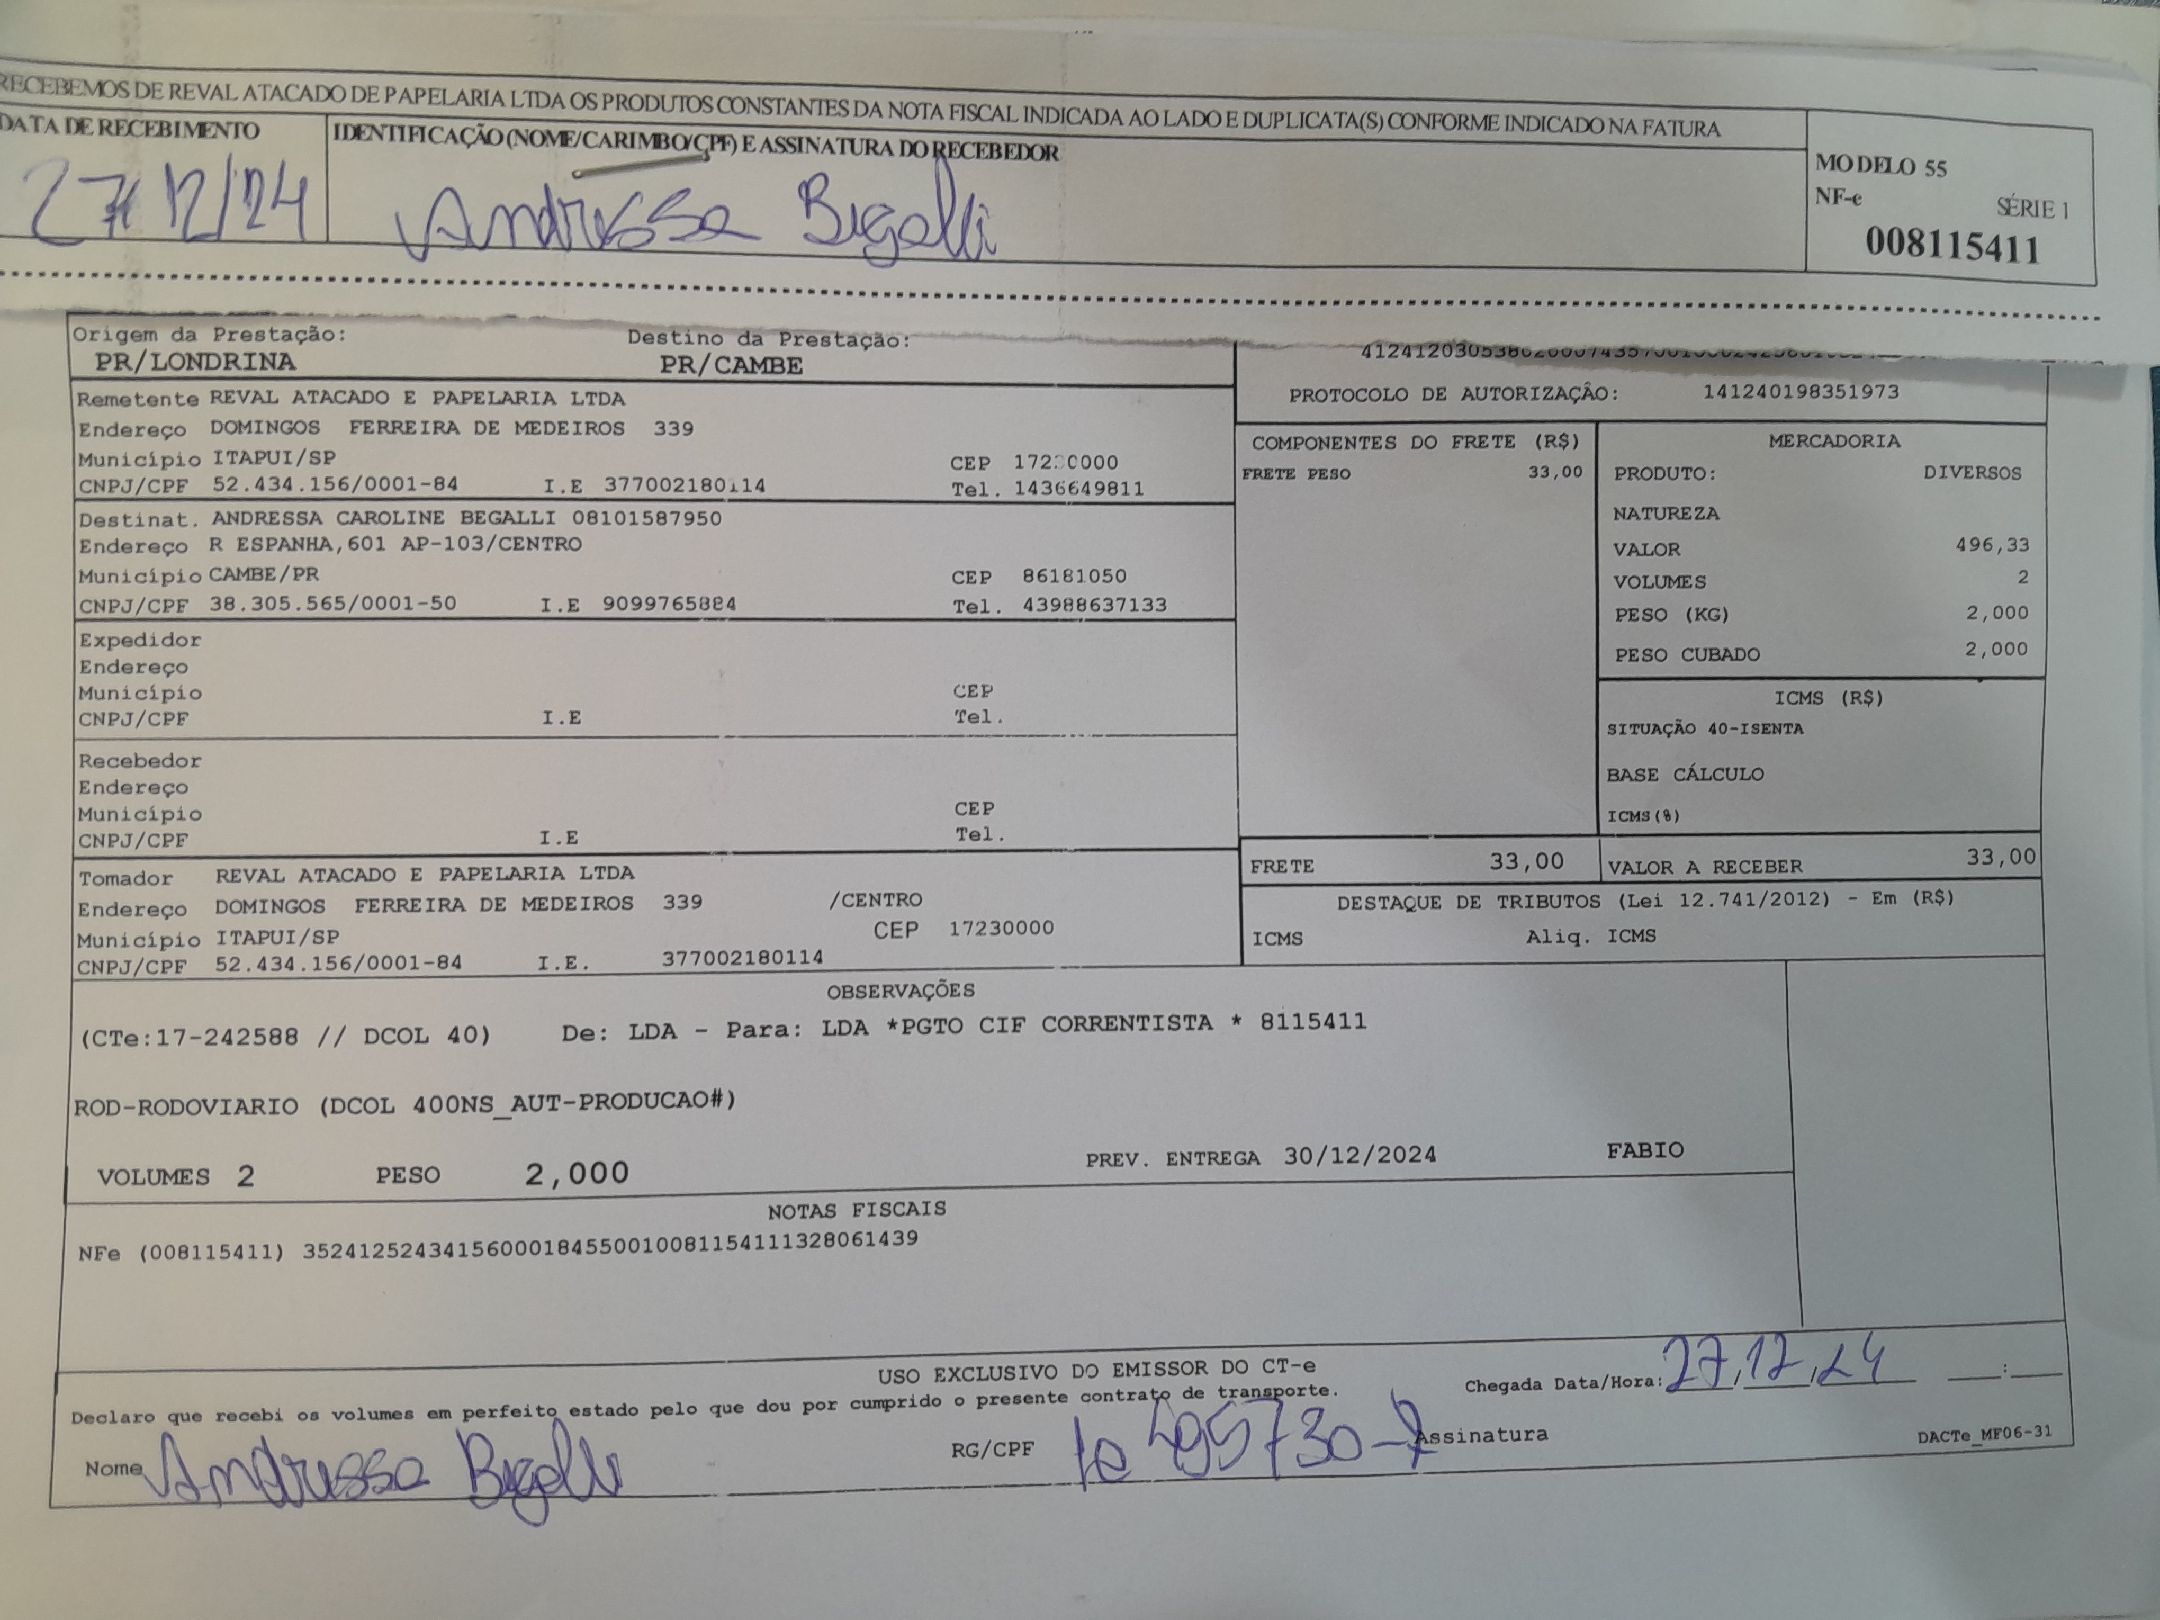 RECEBEMOS DE REVAL ATACADO DE PAPELARIA LTDA OS PRODUTOS CONSTANTES DA NOTA FISCAL INDICADA AO LADO E DUPLICATA(S) CONFORME INDICADO NA FATURA
DATA DE RECEBIMENTO IDENTIFICAÇÃO (NOME/CARIMBO/CPF) E ASSINATURA DO RECEBEDOR
27/12/24 Andressa Begalli
MODELO 55
NF-e SÉRIE 1
008115411
Origem da Prestação: Destino da Prestação:
PR/LONDRINA PR/CAMBE
PROTOCOLO DE AUTORIZAÇÃO: 141240198351973
Remetente REVAL ATACADO E PAPELARIA LTDA
Endereço DOMINGOS FERREIRA DE MEDEIROS 339
Município ITAPUI/SP CEP 17230000
CNPJ/CPF 52.434.156/0001-84 I.E 377002180114 Tel. 1436649811
Destinat. ANDRESSA CAROLINE BEGALLI 08101587950
Endereço R ESPANHA,601 AP-103/CENTRO
Município CAMBE/PR CEP 86181050
CNPJ/CPF 38.305.565/0001-50 I.E 9099765884 Tel. 43988637133
Expedidor
Endereço
Município CEP
CNPJ/CPF I.E Tel.
Recebedor
Endereço
Município CEP
CNPJ/CPF I.E Tel.
Tomador REVAL ATACADO E PAPELARIA LTDA
Endereço DOMINGOS FERREIRA DE MEDEIROS 339 /CENTRO
Município ITAPUI/SP CEP 17230000
CNPJ/CPF 52.434.156/0001-84 I.E. 377002180114
COMPONENTES DO FRETE (R$)
FRETE PESO 33,00
MERCADORIA
PRODUTO: DIVERSOS
NATUREZA
VALOR 496,33
VOLUMES 2
PESO (KG) 2,000
PESO CUBADO 2,000
ICMS (R$)
SITUAÇÃO 40-ISENTA
BASE CÁLCULO
ICMS(%)
FRETE 33,00 VALOR A RECEBER 33,00
DESTAQUE DE TRIBUTOS (Lei 12.741/2012) - Em (R$)
ICMS Aliq. ICMS
OBSERVAÇÕES
(CTe:17-242588 // DCOL 40) De: LDA - Para: LDA *PGTO CIF CORRENTISTA * 8115411
ROD-RODOVIARIO (DCOL 400NS_AUT-PRODUCAO#)
VOLUMES 2 PESO 2,000 PREV. ENTREGA 30/12/2024 FABIO
NOTAS FISCAIS
NFe (008115411) 35241252434156000184550010081154111328061439
USO EXCLUSIVO DO EMISSOR DO CT-e
Declaro que recebi os volumes em perfeito estado pelo que dou por cumprido o presente contrato de transporte.
Chegada Data/Hora: 27,12,24 ___:___
Nome Andressa Begalli RG/CPF Assinatura DACTe_MF06-31